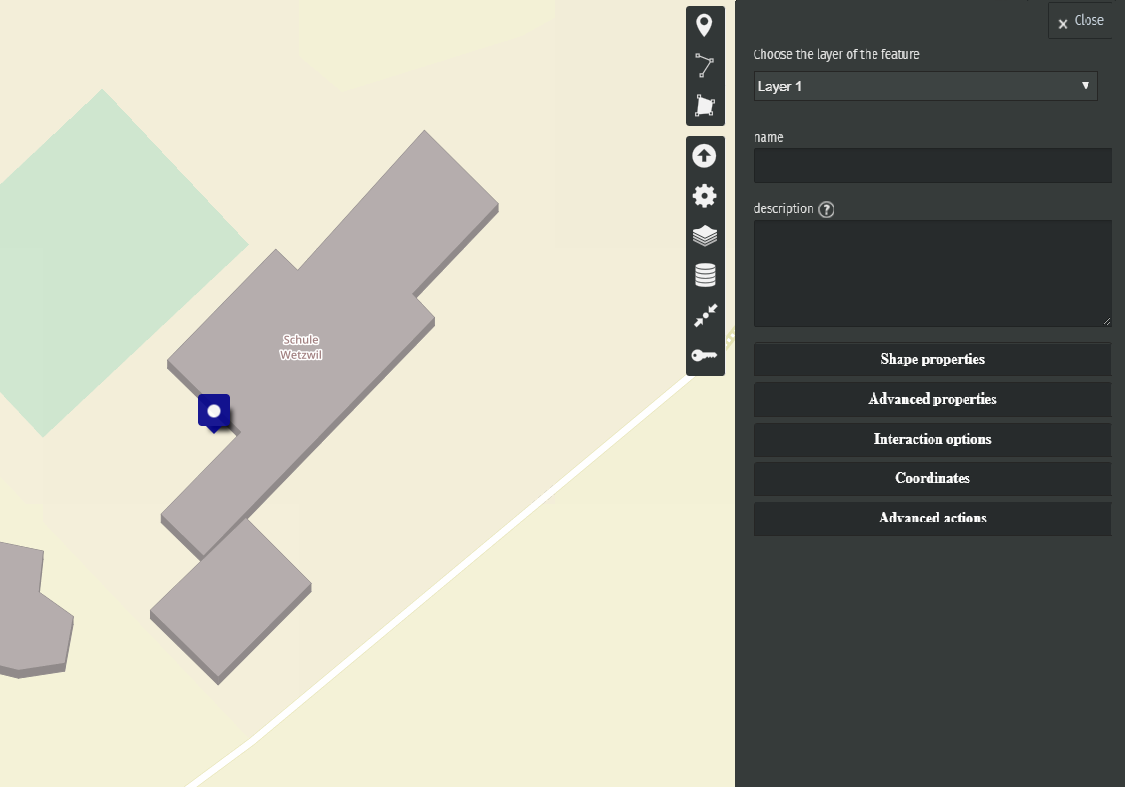 Schule
Wetzwil
Close
Choose the layer of the feature
Layer 1
name
description ?
Shape properties
Advanced properties
Interaction options
Coordinates
Advanced actions